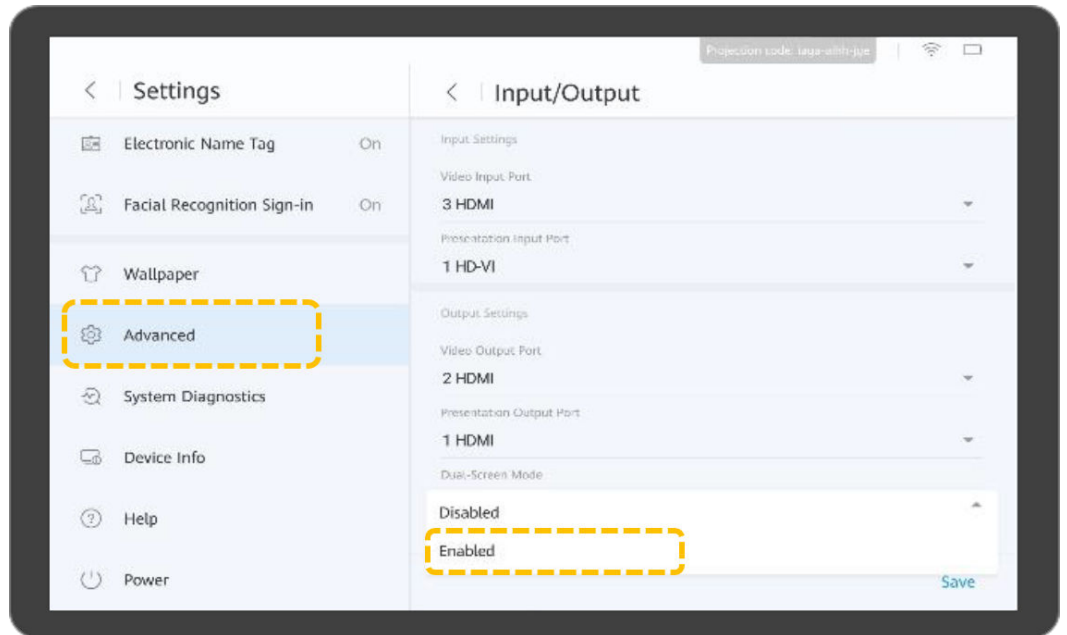 Projection code:
Settings
Input/Output
Electronic Name Tag On
Facial Recognition Sign-in On
Wallpaper
Advanced
System Diagnostics
Device Info
Help
Power
Input Settings
Video Input Port
3 HDMI
Presentation Input Port
1 HD-VI
Output Settings
Video Output Port
2 HDMI
Presentation Output Port
1 HDMI
Dual-Screen Mode
Disabled
Enabled
Save